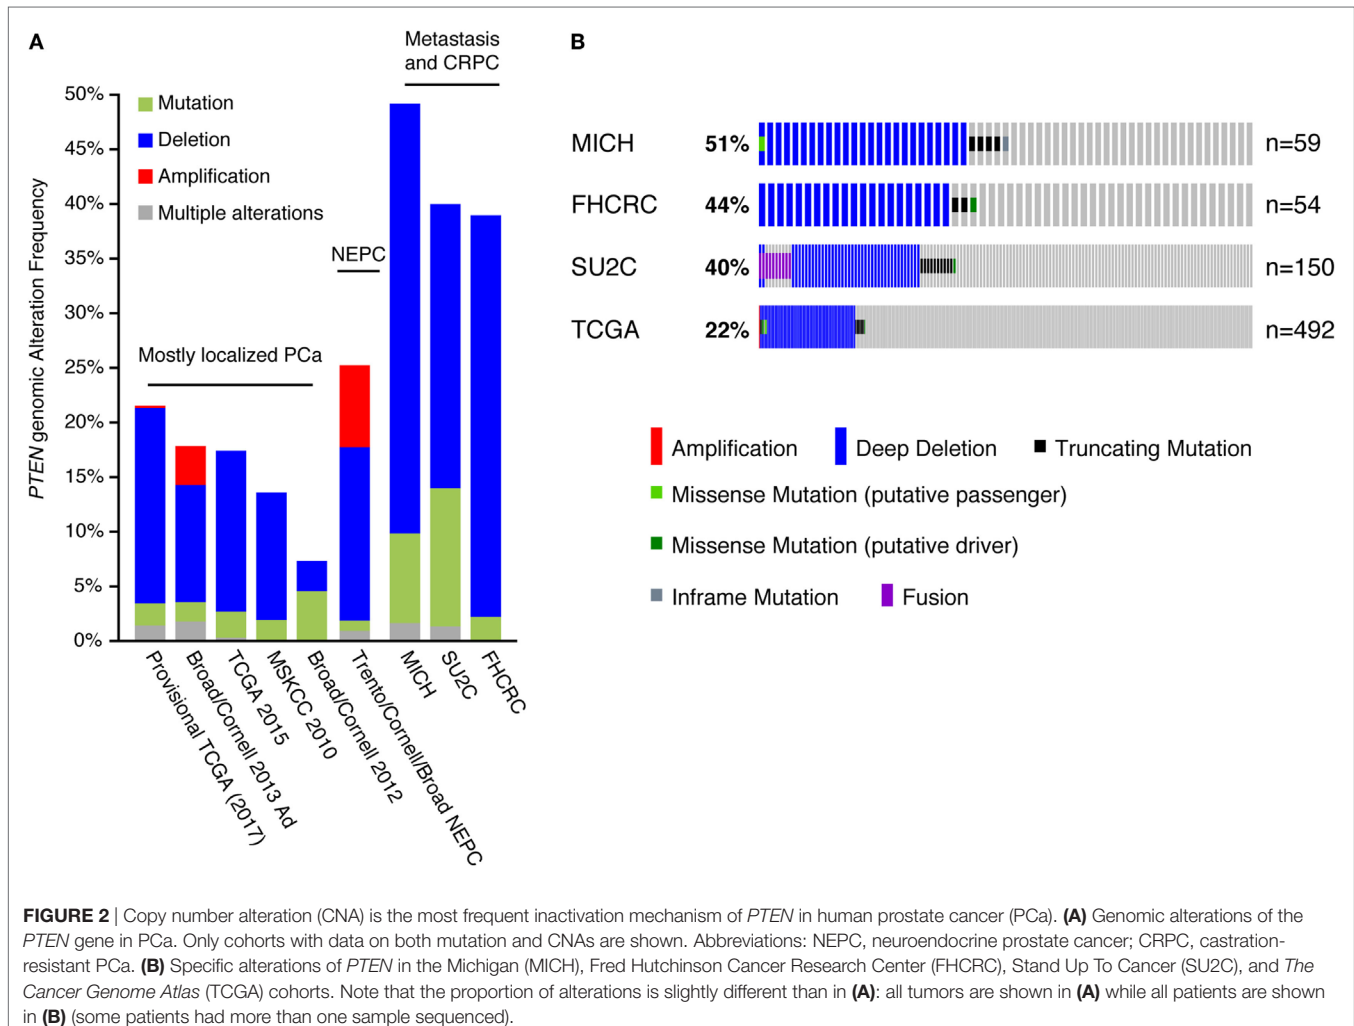 A
Metastasis
and CRPC
50%
45%
40%
35%
30%
25%
20%
15%
10%
5%
0%
PTEN genomic Alteration Frequency
Mutation
Deletion
Amplification
Multiple alterations
NEPC
Mostly localized PCa
Provisional TCGA (2017)
Broad/Cornell 2013 Ad
TCGA 2015
MSKCC 2010
Broad/Cornell 2012
Trento/Cornell/Broad NEPC
MICH
SU2C
FHCRC
B
MICH 51% n=59
FHCRC 44% n=54
SU2C 40% n=150
TCGA 22% n=492
Amplification Deep Deletion Truncating Mutation
Missense Mutation (putative passenger)
Missense Mutation (putative driver)
Inframe Mutation Fusion
FIGURE 2 | Copy number alteration (CNA) is the most frequent inactivation mechanism of PTEN in human prostate cancer (PCa). (A) Genomic alterations of the
PTEN gene in PCa. Only cohorts with data on both mutation and CNAs are shown. Abbreviations: NEPC, neuroendocrine prostate cancer; CRPC, castration-
resistant PCa. (B) Specific alterations of PTEN in the Michigan (MICH), Fred Hutchinson Cancer Research Center (FHCRC), Stand Up To Cancer (SU2C), and The
Cancer Genome Atlas (TCGA) cohorts. Note that the proportion of alterations is slightly different than in (A): all tumors are shown in (A) while all patients are shown
in (B) (some patients had more than one sample sequenced).